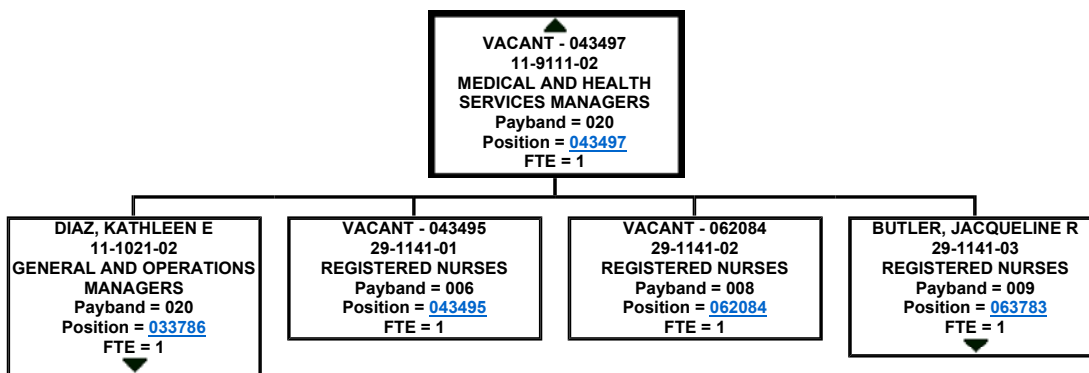 VACANT - 043497
11-9111-02
MEDICAL AND HEALTH
SERVICES MANAGERS
Payband = 020
Position = 043497
FTE = 1
DIAZ, KATHLEEN E
11-1021-02
GENERAL AND OPERATIONS
MANAGERS
Payband = 020
Position = 033786
FTE = 1
VACANT - 043495
29-1141-01
REGISTERED NURSES
Payband = 006
Position = 043495
FTE = 1
VACANT - 062084
29-1141-02
REGISTERED NURSES
Payband = 008
Position = 062084
FTE = 1
BUTLER, JACQUELINE R
29-1141-03
REGISTERED NURSES
Payband = 009
Position = 063783
FTE = 1